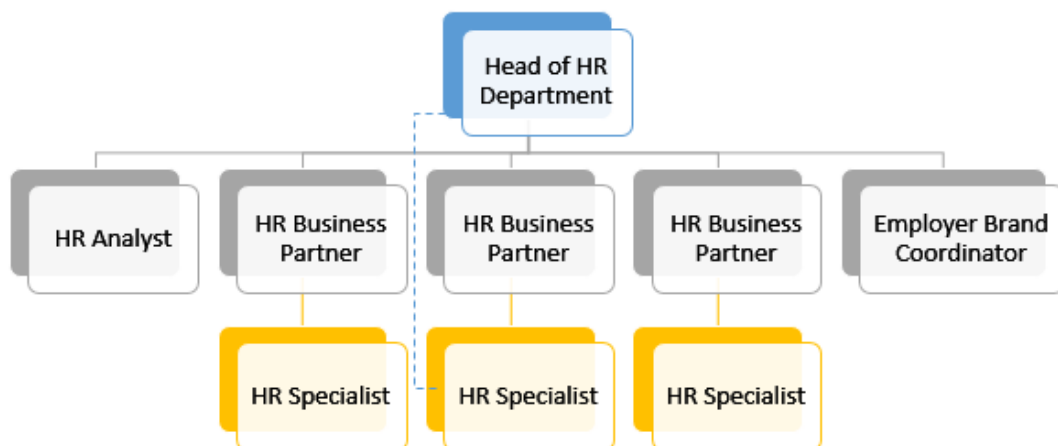 Head of HR
Department
HR Analyst
HR Business
Partner
HR Business
Partner
HR Business
Partner
Employer Brand
Coordinator
HR Specialist
HR Specialist
HR Specialist